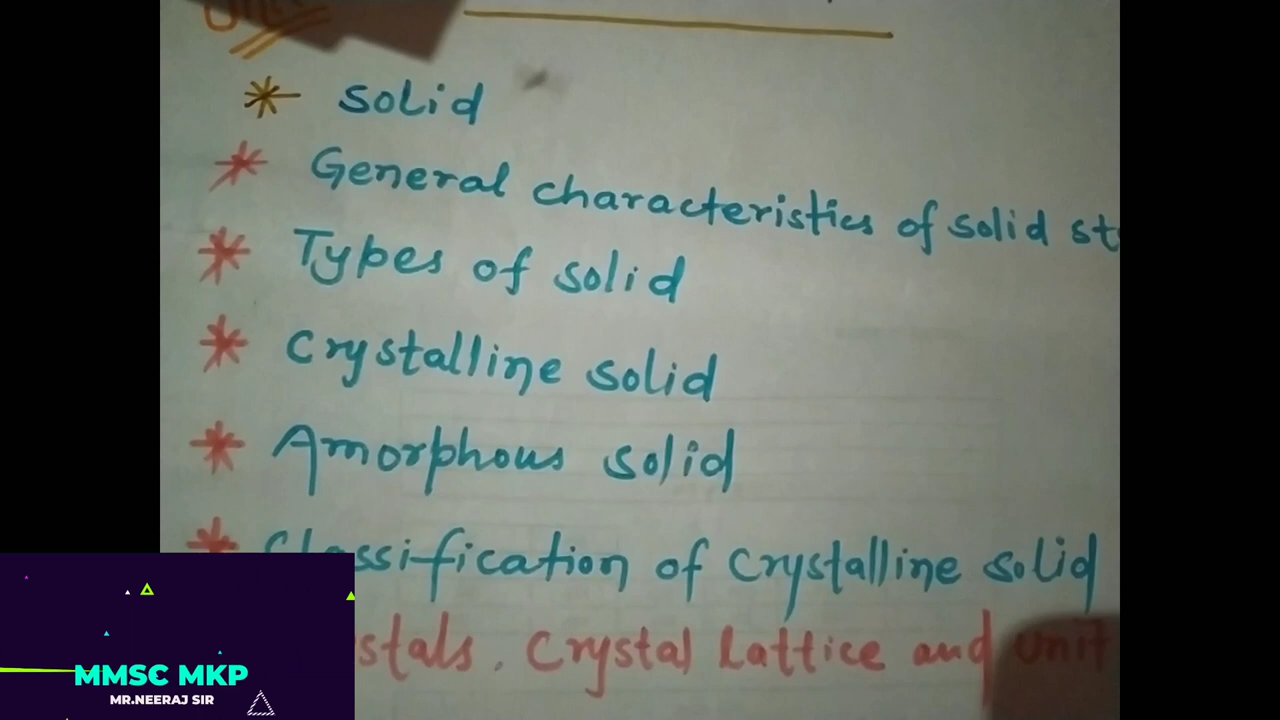 * Solid
* General characteristics of solid st
* Types of solid
* Crystalline solid
* Amorphous solid
* Classification of Crystalline solid
stals. Crystal Lattice and unit
MMSC MKP
MR.NEERAJ SIR